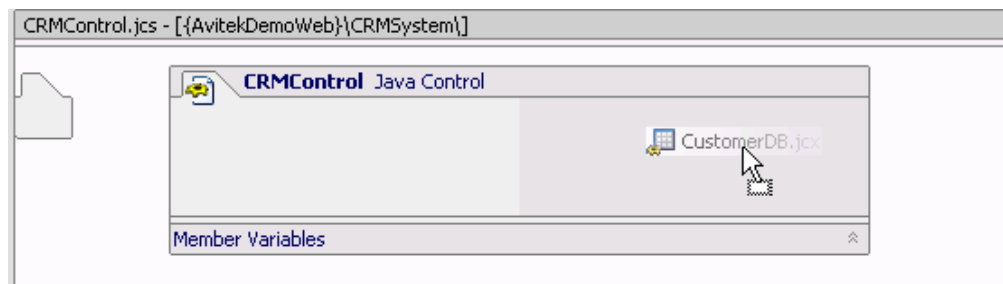 CRMControl.jcs - [{AvitekDemoWeb}\CRMSystem\]
CRMControl Java Control
CustomerDB.jcx
Member Variables